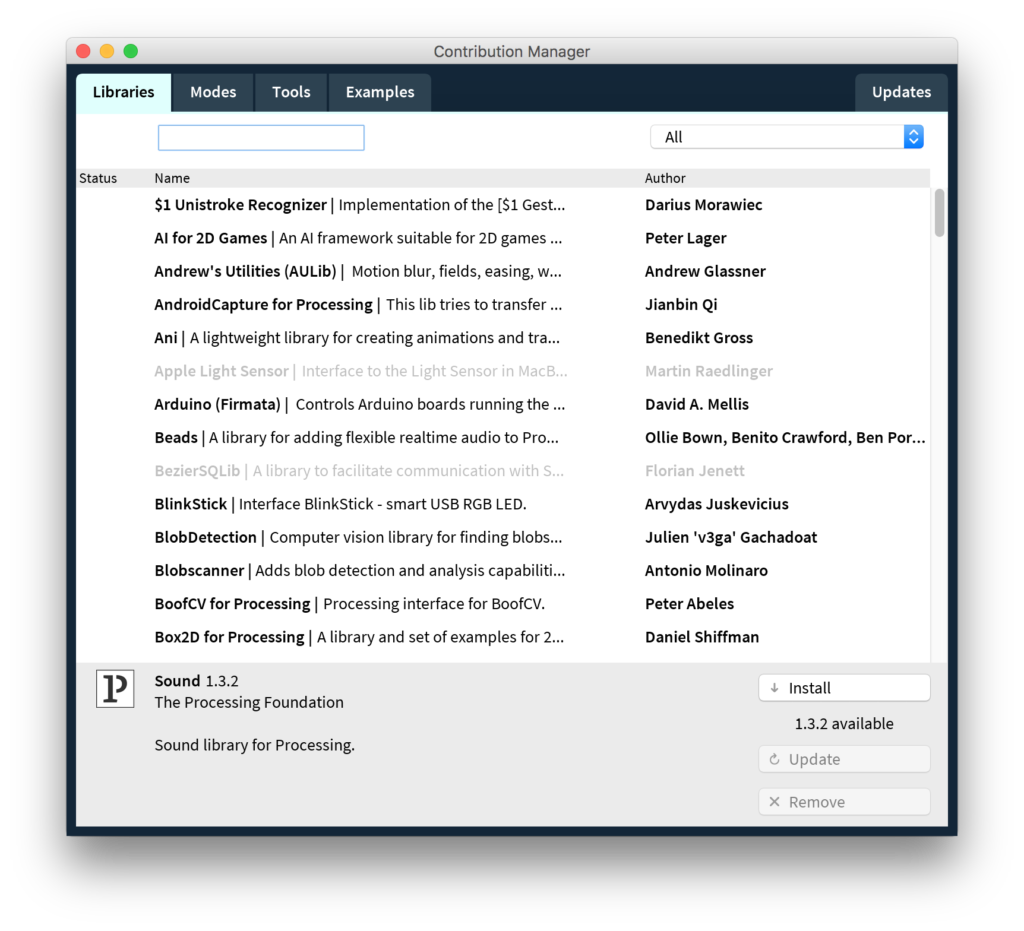 Contribution Manager
Libraries Modes Tools Examples Updates
All
Status Name Author
$1 Unistroke Recognizer | Implementation of the [$1 Gest... Darius Morawiec
AI for 2D Games | An AI framework suitable for 2D games ... Peter Lager
Andrew's Utilities (AULib) | Motion blur, fields, easing, w... Andrew Glassner
AndroidCapture for Processing | This lib tries to transfer ... Jianbin Qi
Ani | A lightweight library for creating animations and tra... Benedikt Gross
Apple Light Sensor | Interface to the Light Sensor in MacB... Martin Raedlinger
Arduino (Firmata) | Controls Arduino boards running the ... David A. Mellis
Beads | A library for adding flexible realtime audio to Pro... Ollie Bown, Benito Crawford, Ben Por...
BezierSQLib | A library to facilitate communication with S... Florian Jenett
BlinkStick | Interface BlinkStick - smart USB RGB LED. Arvydas Juskevicius
BlobDetection | Computer vision library for finding blobs... Julien 'v3ga' Gachadoat
Blobscanner | Adds blob detection and analysis capabiliti... Antonio Molinaro
BoofCV for Processing | Processing interface for BoofCV. Peter Abeles
Box2D for Processing | A library and set of examples for 2... Daniel Shiffman
P
Sound 1.3.2
The Processing Foundation
Sound library for Processing.
Install
1.3.2 available
Update
Remove